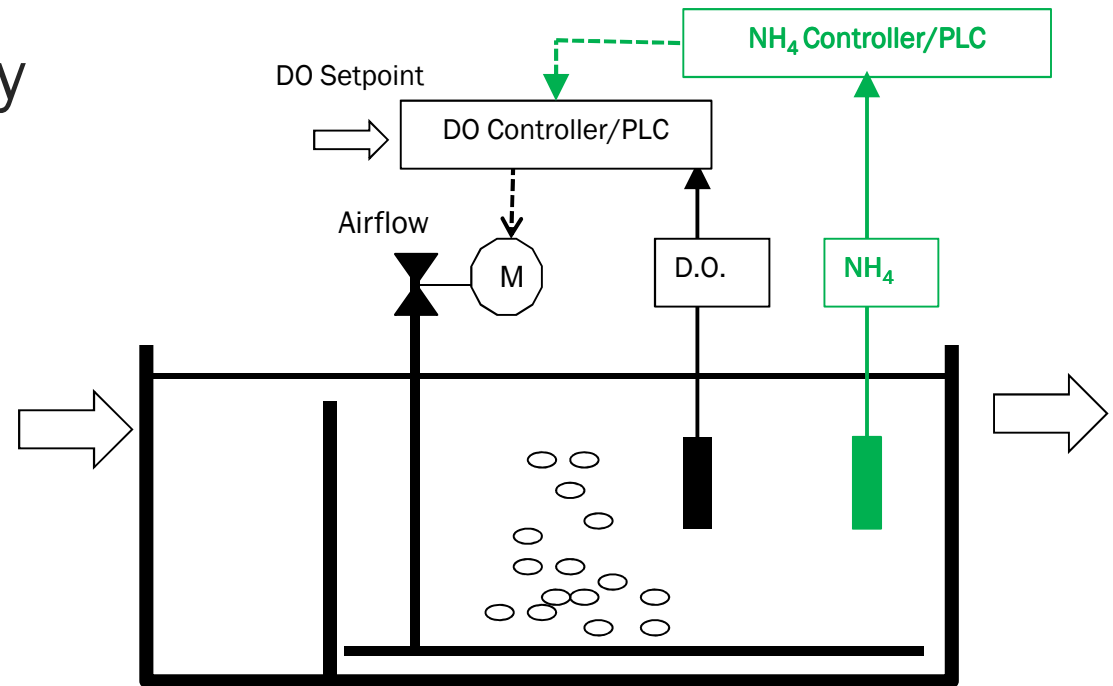 y
NH₄ Controller/PLC
DO Setpoint
DO Controller/PLC
Airflow
M
D.O.
NH₄